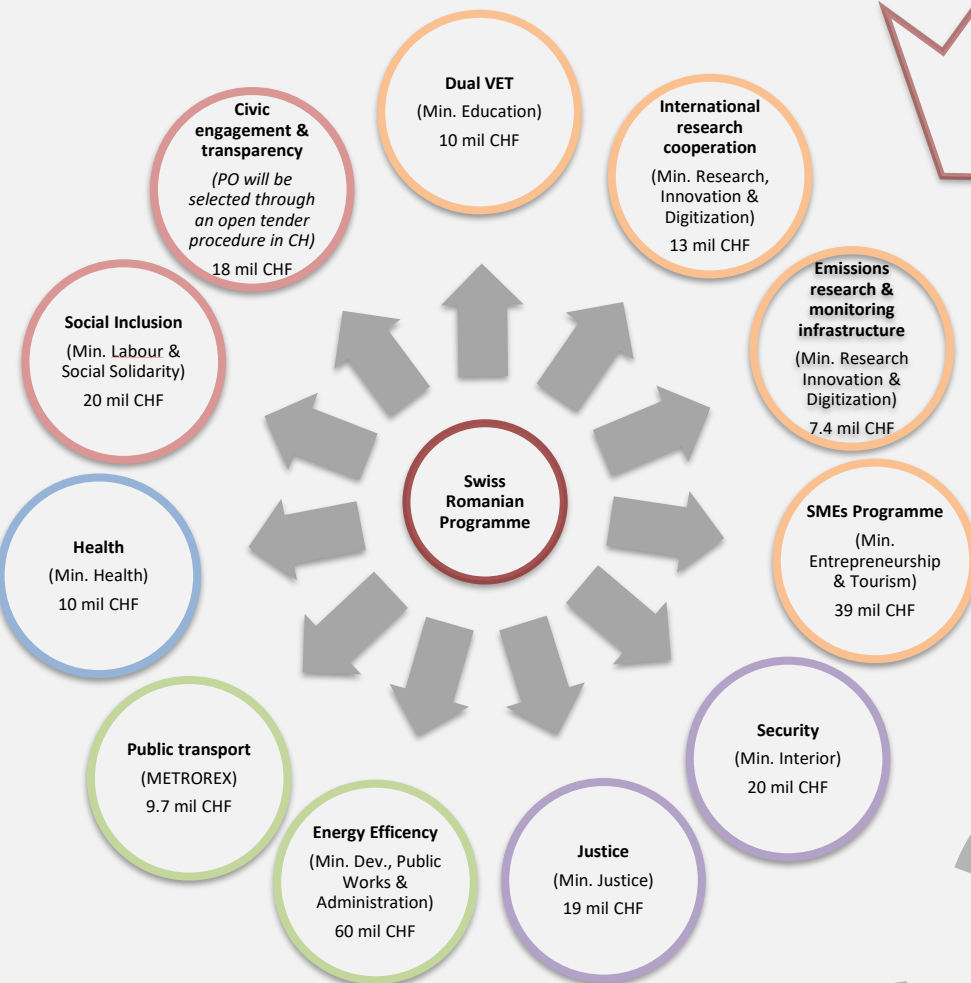 Dual VET
(Min. Education)
10 mil CHF
International
research
cooperation
(Min. Research,
Innovation &
Digitization)
13 mil CHF
Emissions
research &
monitoring
infrastructure
(Min. Research
Innovation &
Digitization)
7.4 mil CHF
SMEs Programme
(Min.
Entrepreneurship
& Tourism)
39 mil CHF
Security
(Min. Interior)
20 mil CHF
Justice
(Min. Justice)
19 mil CHF
Energy Efficency
(Min. Dev., Public
Works &
Administration)
60 mil CHF
Public transport
(METROREX)
9.7 mil CHF
Health
(Min. Health)
10 mil CHF
Social Inclusion
(Min. Labour &
Social Solidarity)
20 mil CHF
Civic
engagement &
transparency
(PO will be
selected through
an open tender
procedure in CH)
18 mil CHF
Swiss
Romanian
Programme